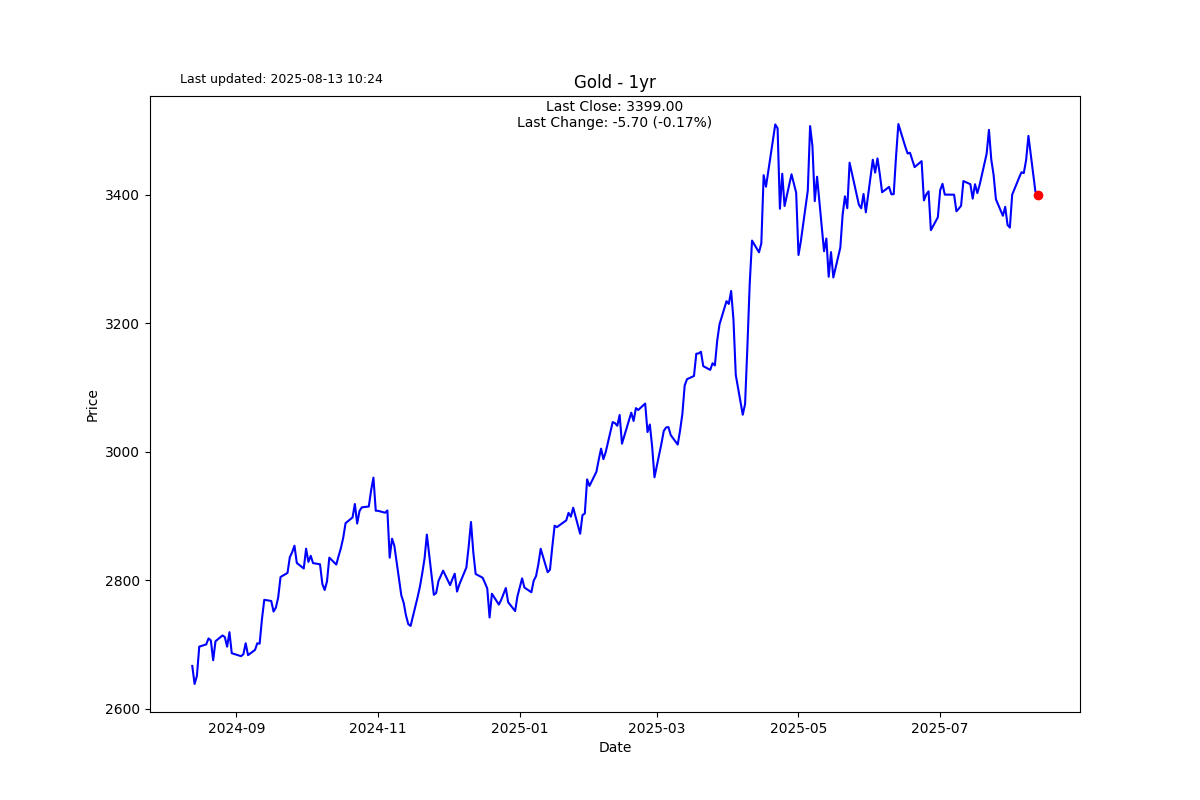 Last updated: 2025-08-13 10:24
Gold - 1yr
Last Close: 3399.00
Last Change: -5.70 (-0.17%)
3400
3200
3000
2800
2600
Price
2024-09
2024-11
2025-01
2025-03
2025-05
2025-07
Date